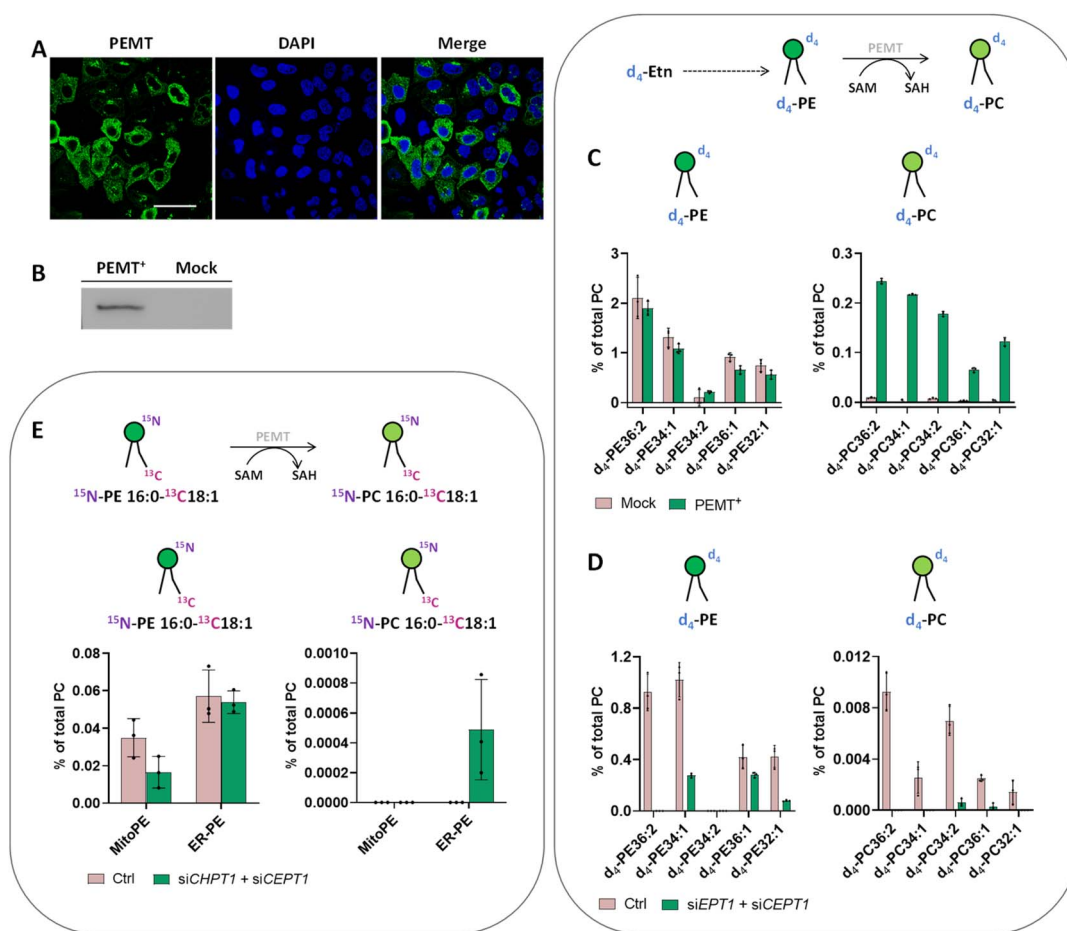 A
PEMT DAPI Merge
B
PEMT⁺ Mock
d₄
d₄
d₄-Etn
PEMT
SAM SAH
d₄-PE
d₄-PC
C
d₄
d₄
d₄-PE
d₄-PC
% of total PC
3
2
1
0
d₄-PE36:2
d₄-PE34:1
d₄-PE34:2
d₄-PE36:1
d₄-PE32:1
% of total PC
0.3
0.2
0.1
0.0
d₄-PC36:2
d₄-PC34:1
d₄-PC34:2
d₄-PC36:1
d₄-PC32:1
Mock PEMT⁺
D
d₄
d₄
d₄-PE
d₄-PC
% of total PC
1.2
0.8
0.4
0.0
d₄-PE36:2
d₄-PE34:1
d₄-PE34:2
d₄-PE36:1
d₄-PE32:1
% of total PC
0.012
0.008
0.004
0.000
d₄-PC36:2
d₄-PC34:1
d₄-PC34:2
d₄-PC36:1
d₄-PC32:1
Ctrl siEPT1 + siCEPT1
E
¹⁵N
¹⁵N
PEMT
¹³C
SAM SAH
¹³C
¹⁵N-PE 16:0-¹³C18:1
¹⁵N-PC 16:0-¹³C18:1
¹⁵N
¹⁵N
¹³C
¹³C
¹⁵N-PE 16:0-¹³C18:1
¹⁵N-PC 16:0-¹³C18:1
% of total PC
0.08
0.06
0.04
0.02
0.00
MitoPE
ER-PE
% of total PC
0.0010
0.0008
0.0006
0.0004
0.0002
0.0000
MitoPE
ER-PE
Ctrl siCHPT1 + siCEPT1